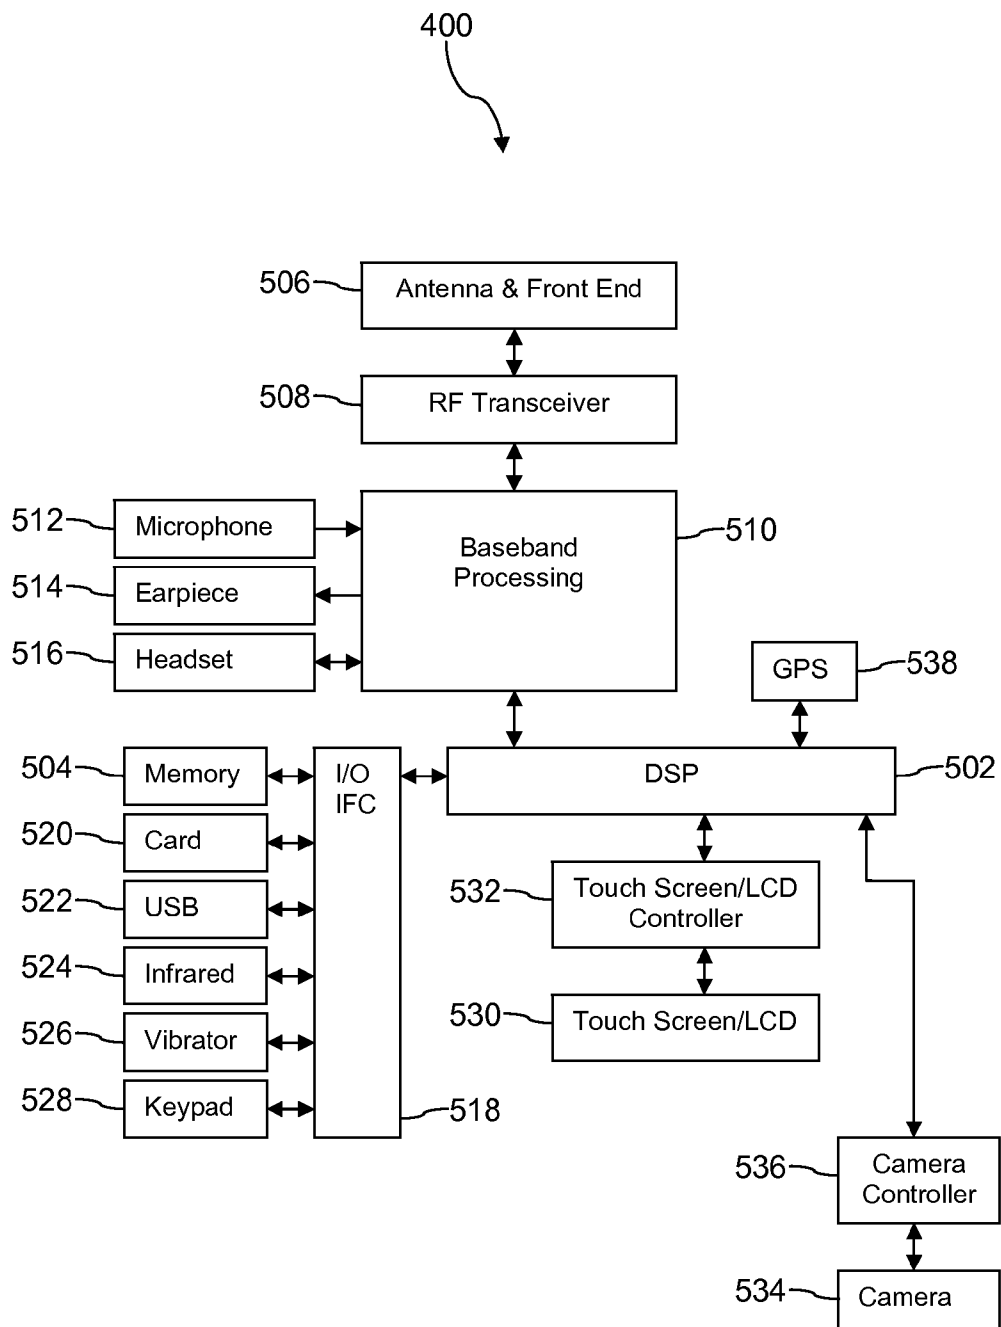 400
506
Antenna & Front End
508
RF Transceiver
512
Microphone
514
Earpiece
516
Headset
Baseband
Processing
510
GPS
538
504
Memory
520
Card
522
USB
524
Infrared
526
Vibrator
528
Keypad
I/O
IFC
518
DSP
502
532
Touch Screen/LCD
Controller
530
Touch Screen/LCD
536
Camera
Controller
534
Camera